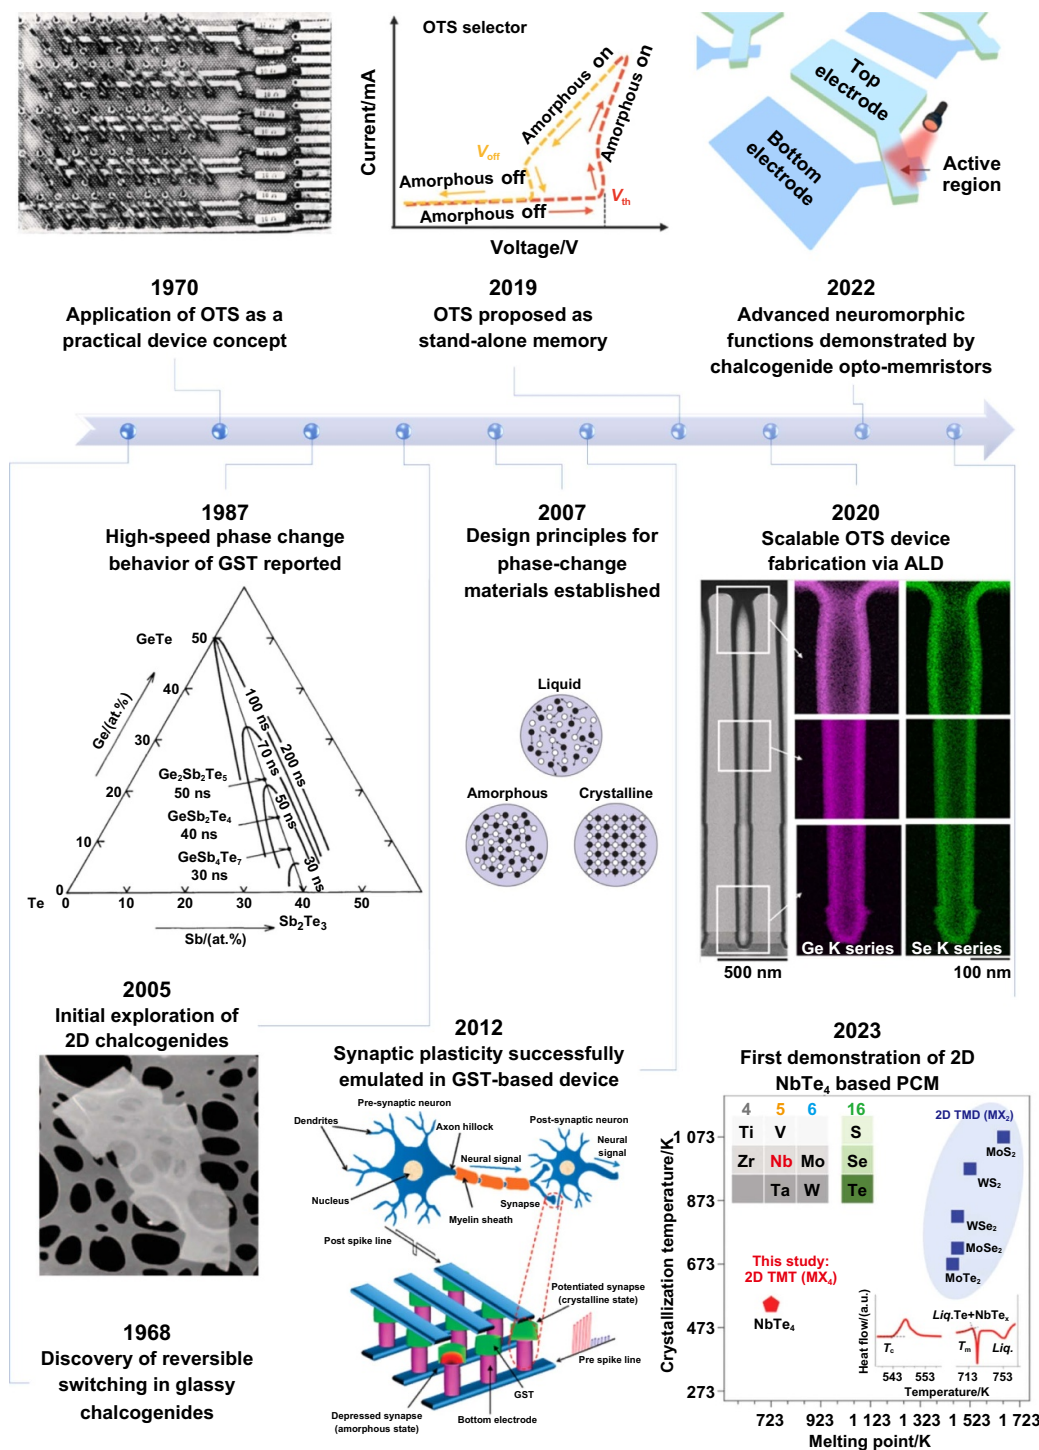 OTS selector
Current/mA
Amorphous on
Amorphous on
V_off
Amorphous off
Amorphous off
V_th
Voltage/V
Top
electrode
Bottom
electrode
Active
region
1970
Application of OTS as a
practical device concept
2019
OTS proposed as
stand-alone memory
2022
Advanced neuromorphic
functions demonstrated by
chalcogenide opto-memristors
1987
High-speed phase change
behavior of GST reported
GeTe
50
40
30
20
10
0
Ge/(at.%)
100 ns
200 ns
70 ns
50 ns
30 ns
Ge₂Sb₂Te₅
50 ns
GeSb₂Te₄
40 ns
GeSb₄Te₇
30 ns
Te
0 10 20 30 40 50
Sb₂Te₃
Sb/(at.%)
2007
Design principles for
phase-change
materials established
Liquid
Amorphous
Crystalline
2020
Scalable OTS device
fabrication via ALD
Ge K series
Se K series
500 nm
100 nm
2005
Initial exploration of
2D chalcogenides
1968
Discovery of reversible
switching in glassy
chalcogenides
2012
Synaptic plasticity successfully
emulated in GST-based device
Pre-synaptic neuron
Dendrites
Axon hillock
Post-synaptic neuron
Neural signal
Neural
signal
Nucleus
Myelin sheath
Synapse
Post spike line
Potentiated synapse
(crystalline state)
Pre spike line
GST
Depressed synapse
(amorphous state)
Bottom electrode
2023
First demonstration of 2D
NbTe₄ based PCM
Crystallization temperature/K
1 073
873
673
473
273
4 5 6 16
Ti V S
Zr Nb Mo Se
Ta W Te
2D TMD (MX₂)
MoS₂
WS₂
WSe₂
MoSe₂
MoTe₂
This study:
2D TMT (MX₄)
NbTe₄
Heat flow/(a.u.)
Liq.Te+NbTeₓ
T_c
T_m
Liq.
543 553 713 753
Temperature/K
723 923 1 123 1 323 1 523 1 723
Melting point/K